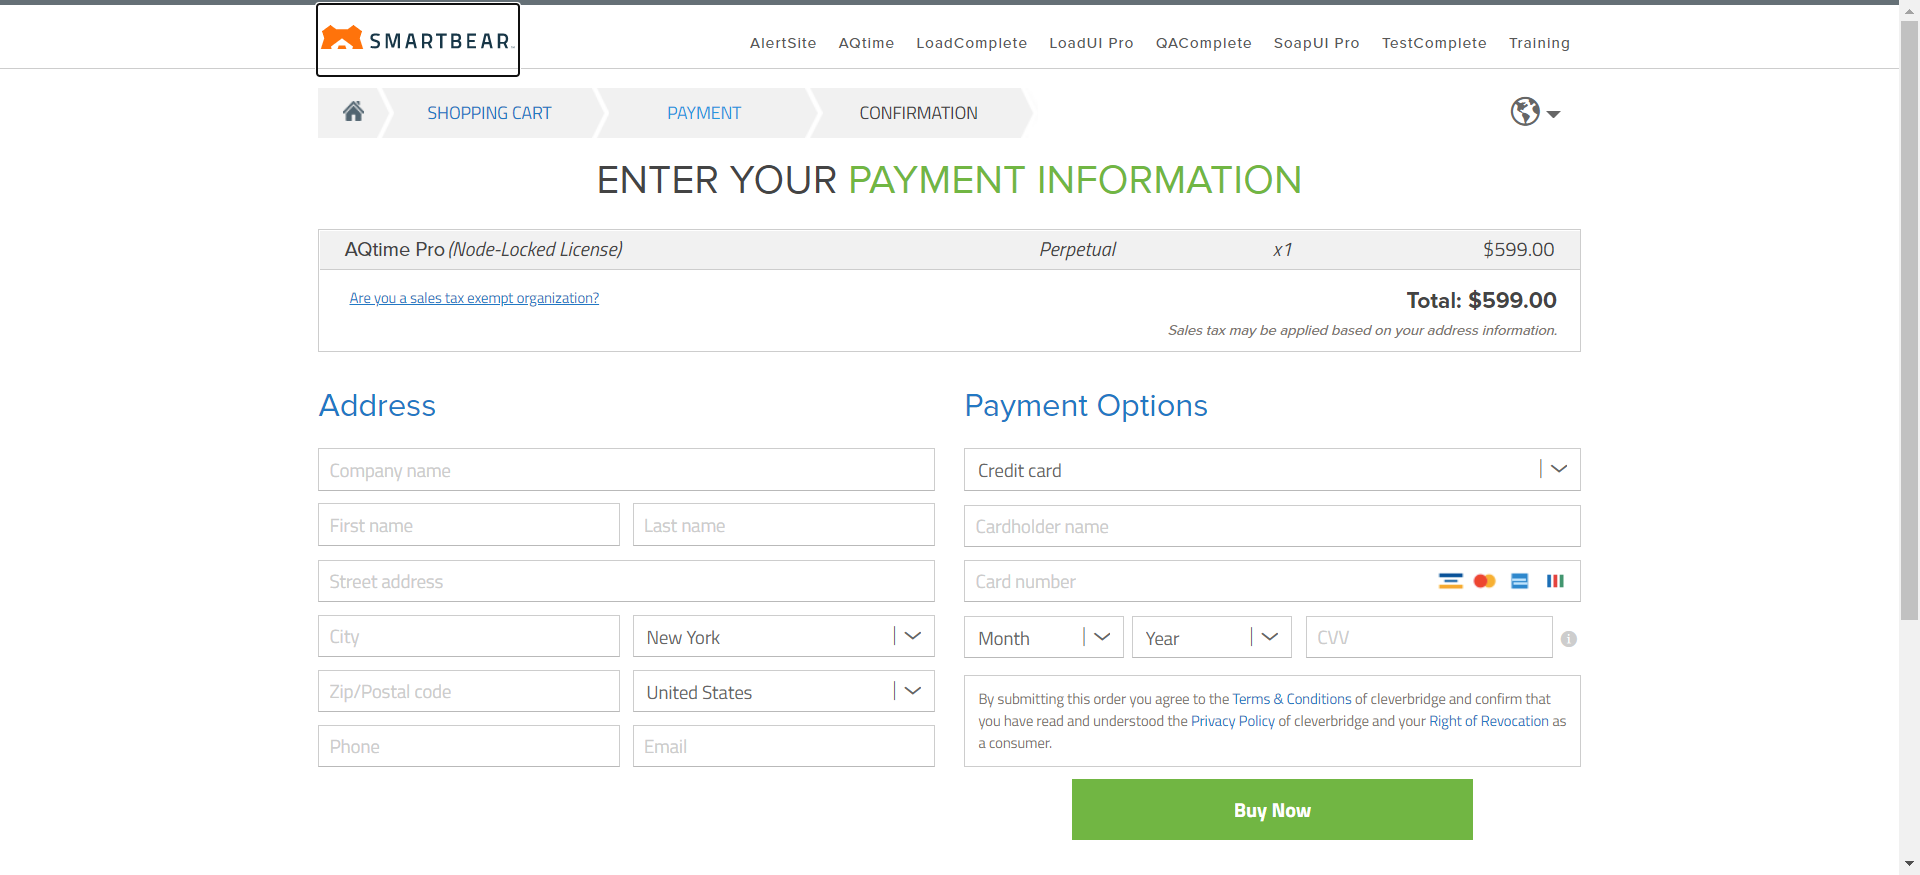 SMARTBEAR
AlertSite AQtime LoadComplete LoadUI Pro QAComplete SoapUI Pro TestComplete Training
SHOPPING CART PAYMENT CONFIRMATION
ENTER YOUR PAYMENT INFORMATION
AQtime Pro (Node-Locked License) Perpetual x1 $599.00
Are you a sales tax exempt organization? Total: $599.00
Sales tax may be applied based on your address information.
Address
Company name
First name Last name
Street address
City New York
Zip/Postal code United States
Phone Email
Payment Options
Credit card
Cardholder name
Card number
Month Year CVV
By submitting this order you agree to the Terms & Conditions of cleverbridge and confirm that
you have read and understood the Privacy Policy of cleverbridge and your Right of Revocation as
a consumer.
Buy Now